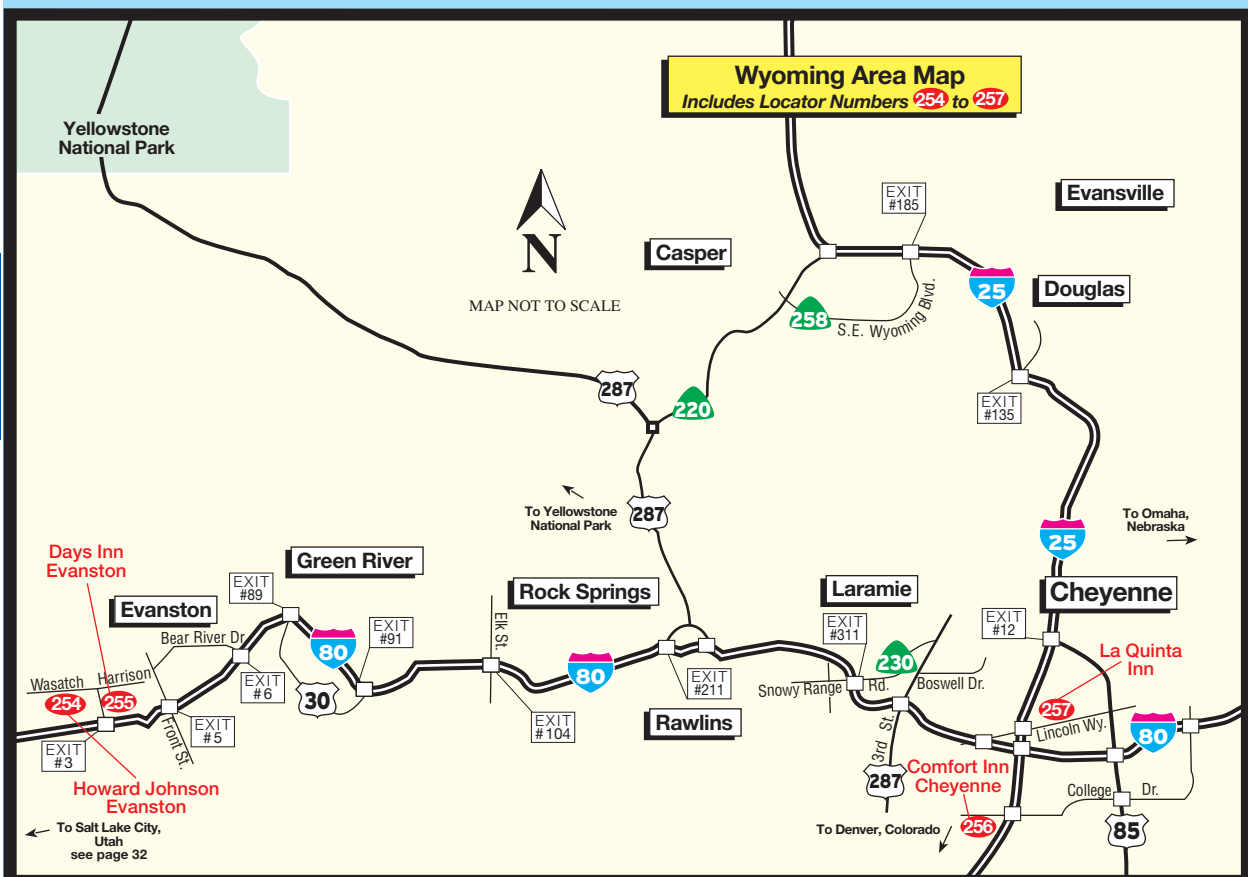 Wyoming Area Map
Includes Locator Numbers 254 to 257
Yellowstone
National Park
N
MAP NOT TO SCALE
Casper
EXIT
#185
Evansville
25
Douglas
258
S.E. Wyoming Blvd.
287
220
EXIT
#135
To Yellowstone
National Park
287
To Omaha,
Nebraska
25
Days Inn
Evanston
Green River
EXIT
#89
Evanston
Bear River Dr.
80
EXIT
#91
Rock Springs
Elk St.
Laramie
EXIT
#311
Cheyenne
EXIT
#12
Wasatch
Harrison
254
255
EXIT
#6
30
80
EXIT
#211
230
Snowy Range Rd.
Boswell Dr.
La Quinta
Inn
257
Lincoln Wy.
80
EXIT
#3
Front St.
EXIT
#5
EXIT
#104
Rawlins
3rd St.
287
Howard Johnson
Evanston
Comfort Inn
Cheyenne
256
College Dr.
85
To Salt Lake City,
Utah
see page 32
To Denver, Colorado